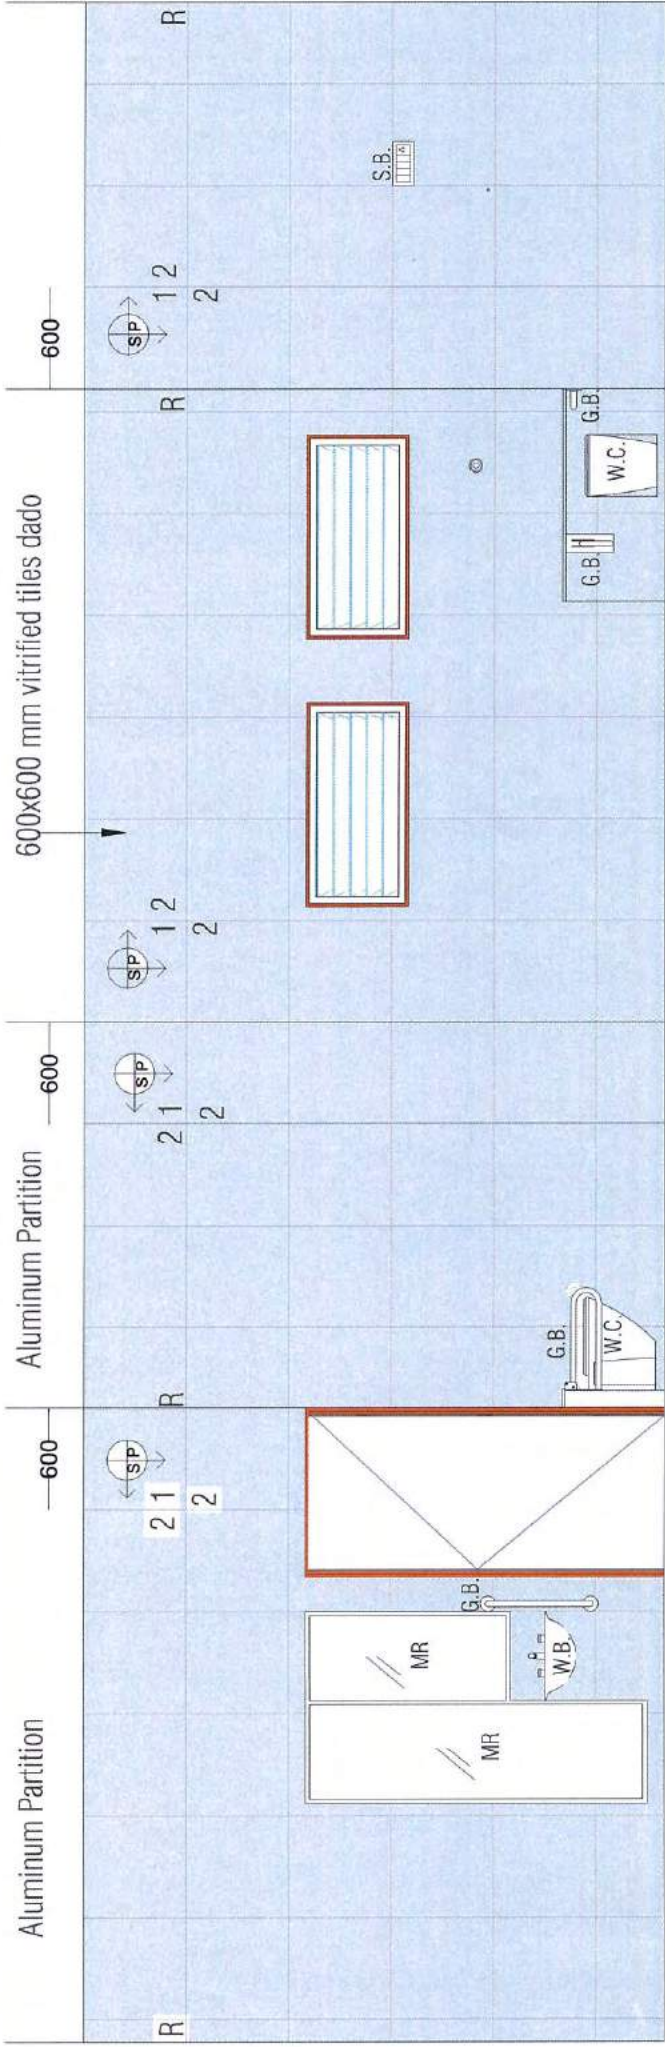 Aluminum Partition
Aluminum Partition
600x600 mm vitrified tiles dado
600
600
600
R
MR
MR
W.B.
G.B.
SP
2 1
2
R
G.B.
W.C.
SP
2 1
2
SP
1 2
2
R
G.B.
W.C.
G.B.
SP
1 2
2
S.B.
R